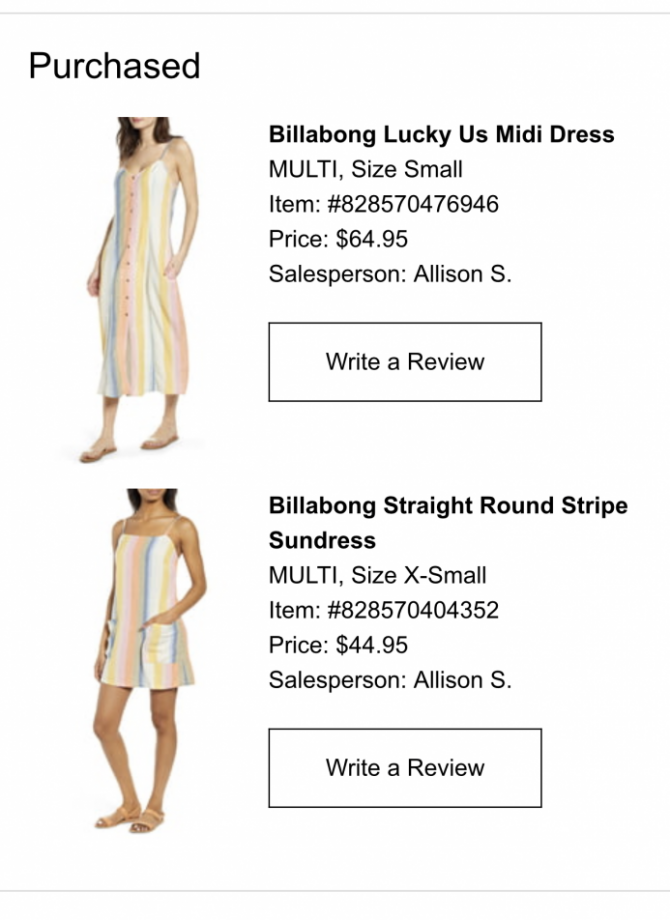 Purchased
Billabong Lucky Us Midi Dress
MULTI, Size Small
Item: #828570476946
Price: $64.95
Salesperson: Allison S.
Write a Review
Billabong Straight Round Stripe
Sundress
MULTI, Size X-Small
Item: #828570404352
Price: $44.95
Salesperson: Allison S.
Write a Review